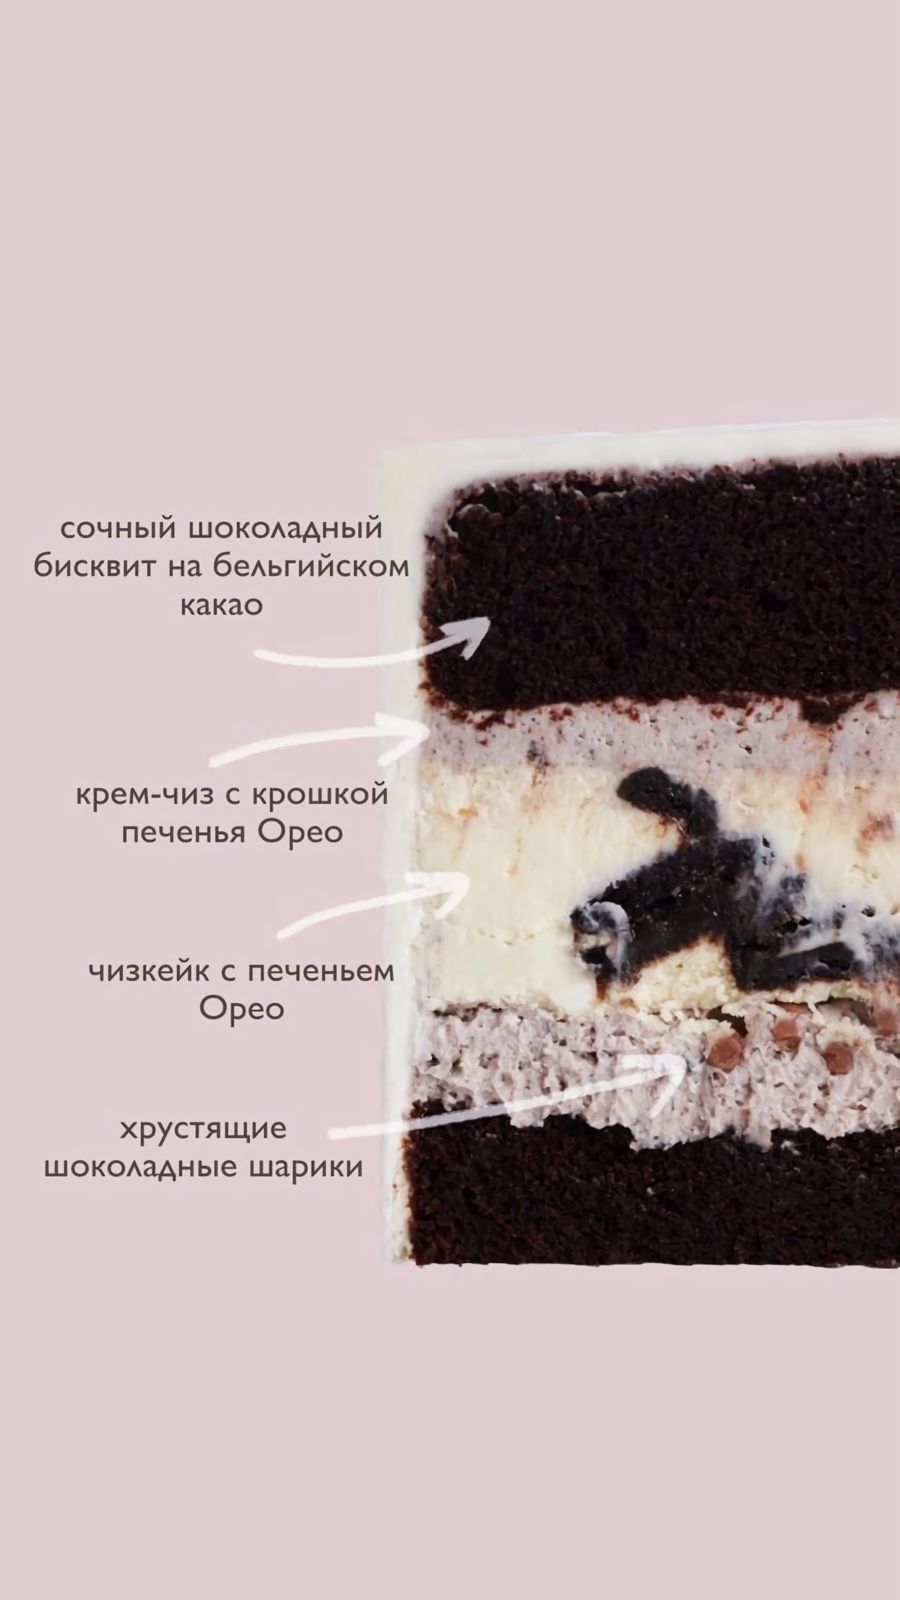 сочный шоколадный
бисквит на бельгийском
какао
крем-чиз с крошкой
печенья Орео
чизкейк с печеньем
Орео
хрустящие
шоколадные шарики